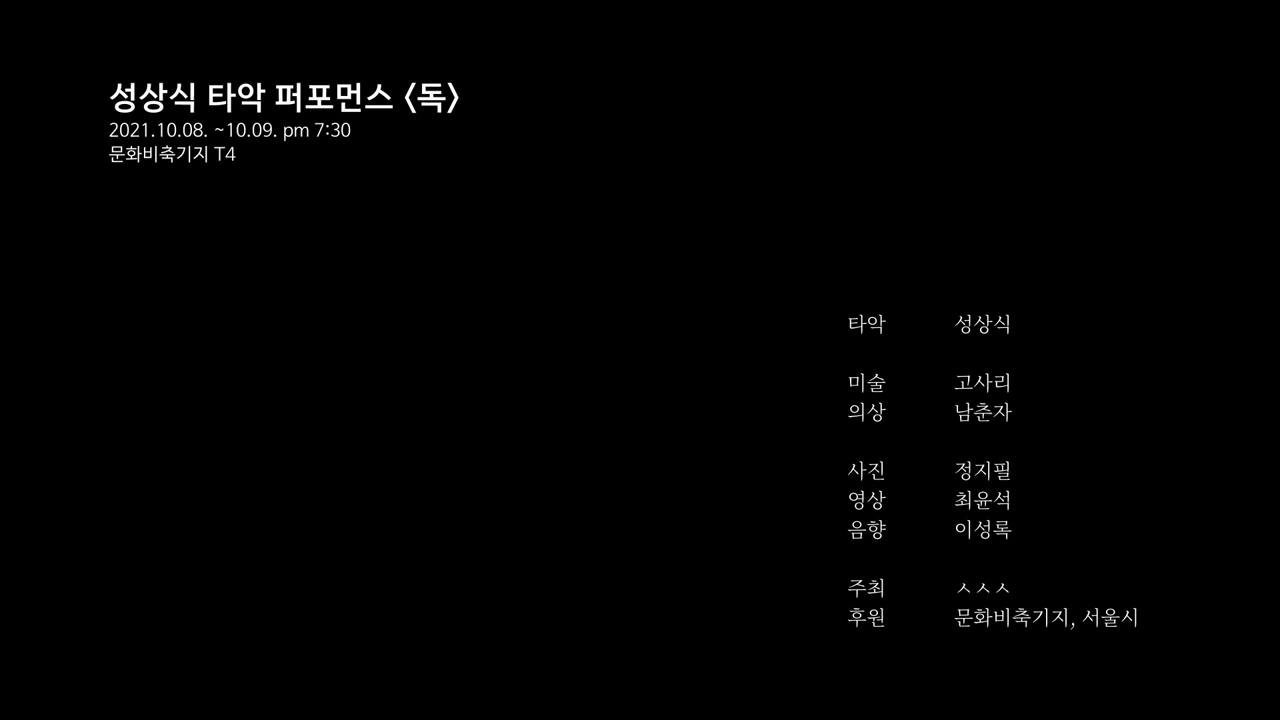 성상식 타악 퍼포먼스 〈독〉
2021.10.08. ~10.09. pm 7:30
문화비축기지 T4
타악 성상식
미술 고사리
의상 남춘자
사진 정지필
영상 최윤석
음향 이성록
주최 ㅅㅅㅅ
후원 문화비축기지, 서울시